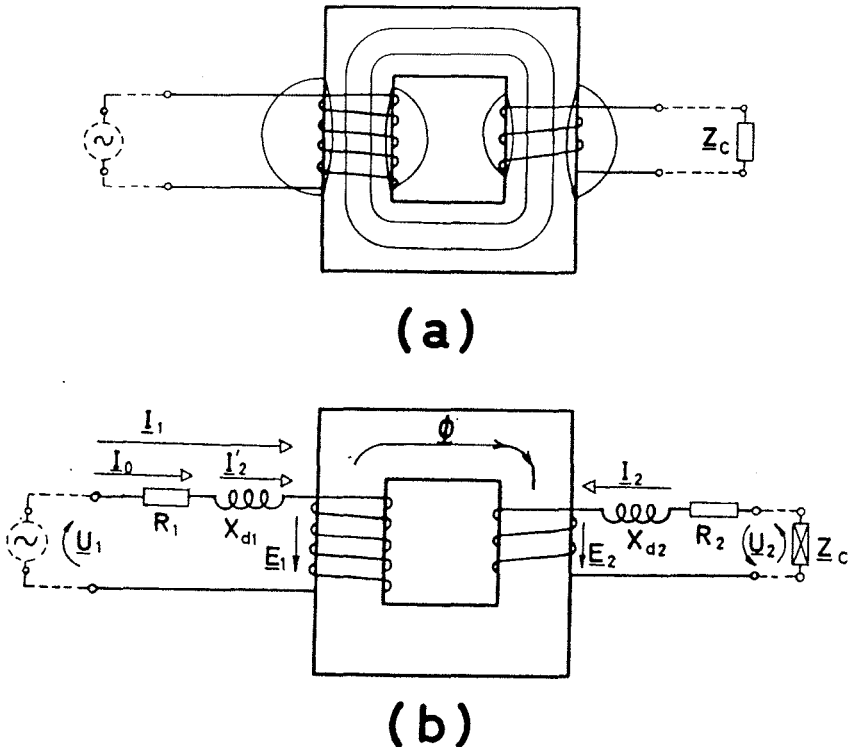 Z_C
(a)
I_1
I_0 I'_2 Φ I_2
R_1 X_d1 X_d2 R_2
U_1 E_1 E_2 U_2 Z_C
(b)